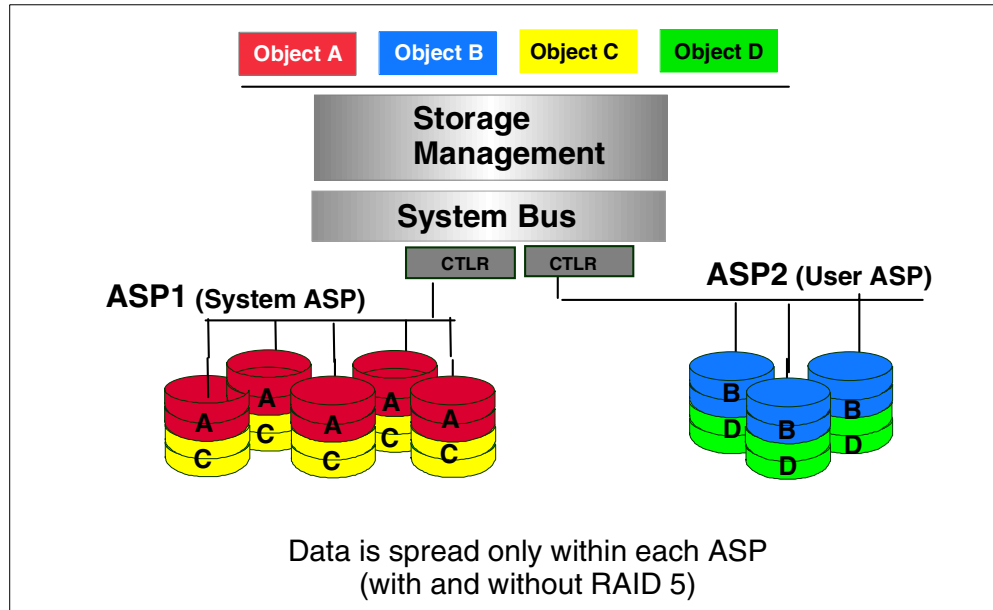 Object A
Object B
Object C
Object D
Storage
Management
System Bus
CTLR
CTLR
ASP1 (System ASP)
ASP2 (User ASP)
A
A
A
A
A
C
C
C
C
C
B
B
B
D
D
D
Data is spread only within each ASP
(with and without RAID 5)